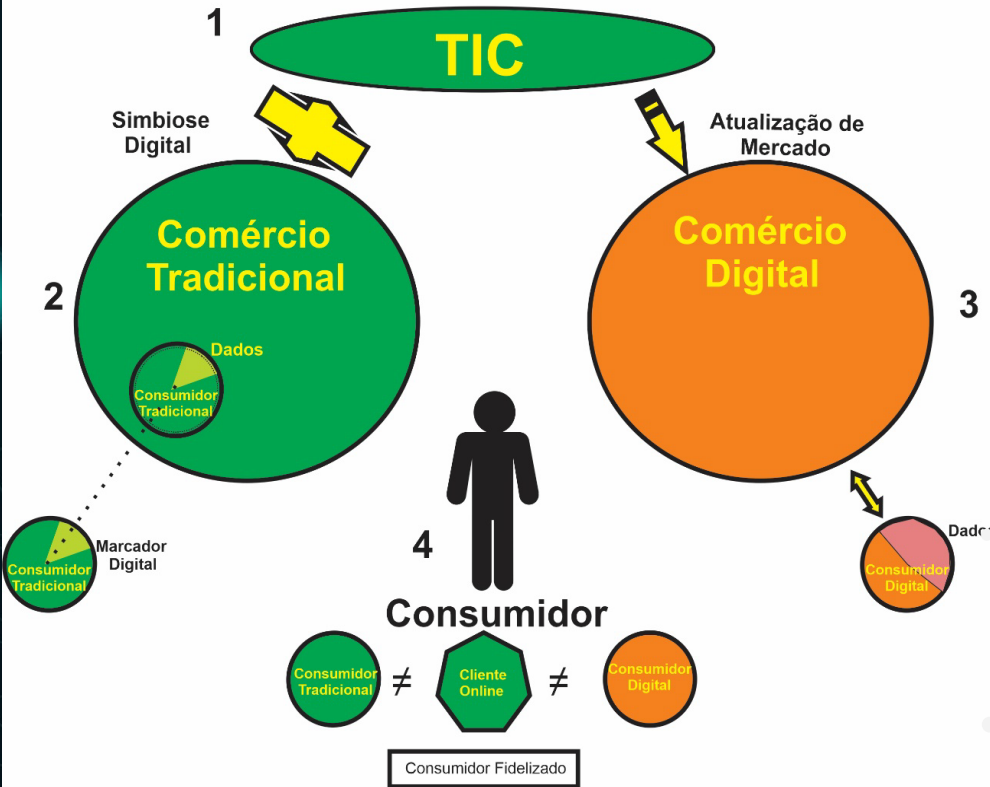 1
TIC
Simbiose
Digital
Atualização de
Mercado
Comércio
Tradicional
Comércio
Digital
2
3
Dados
Consumidor
Tradicional
4
Marcador
Digital
Consumidor
Tradicional
Consumidor
Digital
Consumidor
Consumidor
Tradicional
≠
Cliente
Online
≠
Consumidor
Digital
Consumidor Fidelizado